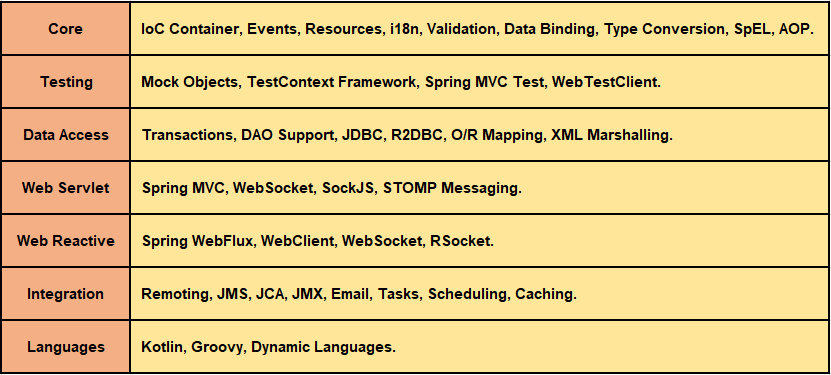 Core IoC Container, Events, Resources, i18n, Validation, Data Binding, Type Conversion, SpEL, AOP.
Testing Mock Objects, TestContext Framework, Spring MVC Test, WebTestClient.
Data Access Transactions, DAO Support, JDBC, R2DBC, O/R Mapping, XML Marshalling.
Web Servlet Spring MVC, WebSocket, SockJS, STOMP Messaging.
Web Reactive Spring WebFlux, WebClient, WebSocket, RSocket.
Integration Remoting, JMS, JCA, JMX, Email, Tasks, Scheduling, Caching.
Languages Kotlin, Groovy, Dynamic Languages.